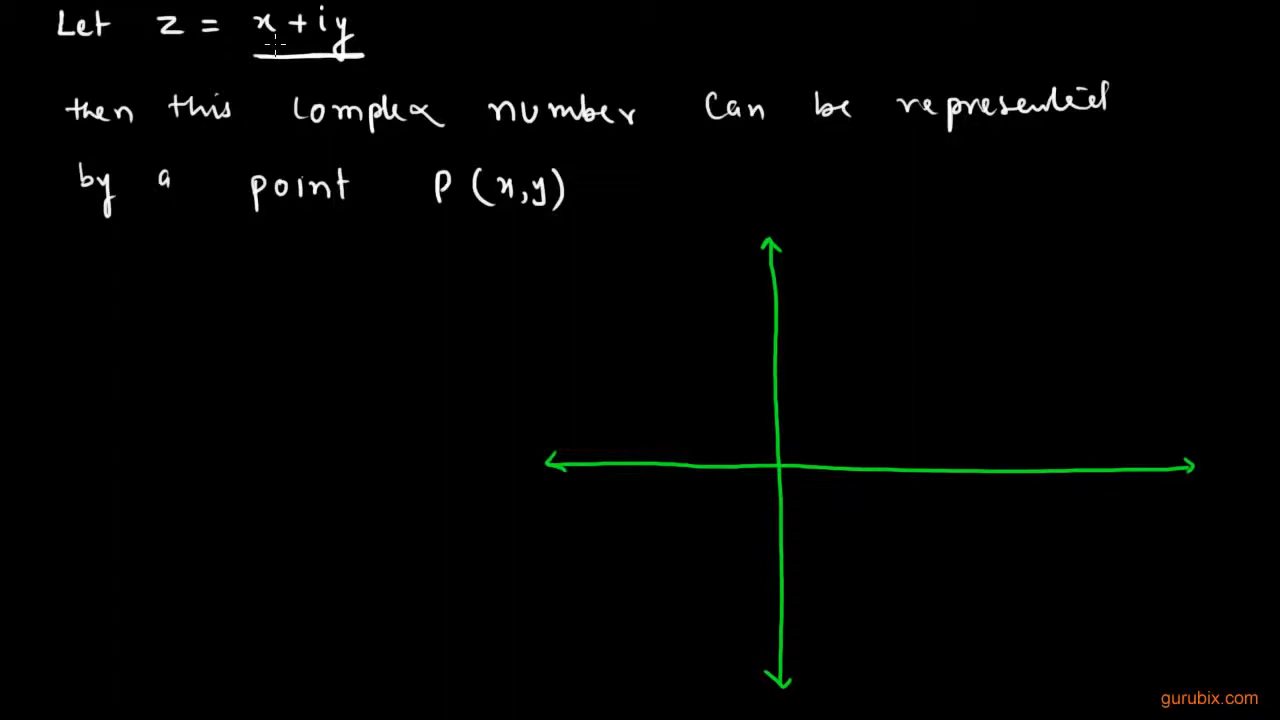 Let z = x + iy
then this complex number can be represented
by a point P (x,y)
gurubix.com